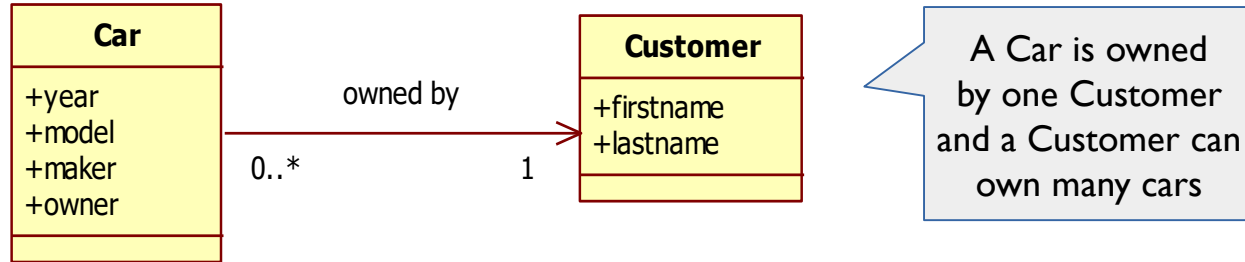 Car
+year
+model
+maker
+owner
owned by
0..*
1
Customer
+firstname
+lastname
A Car is owned
by one Customer
and a Customer can
own many cars